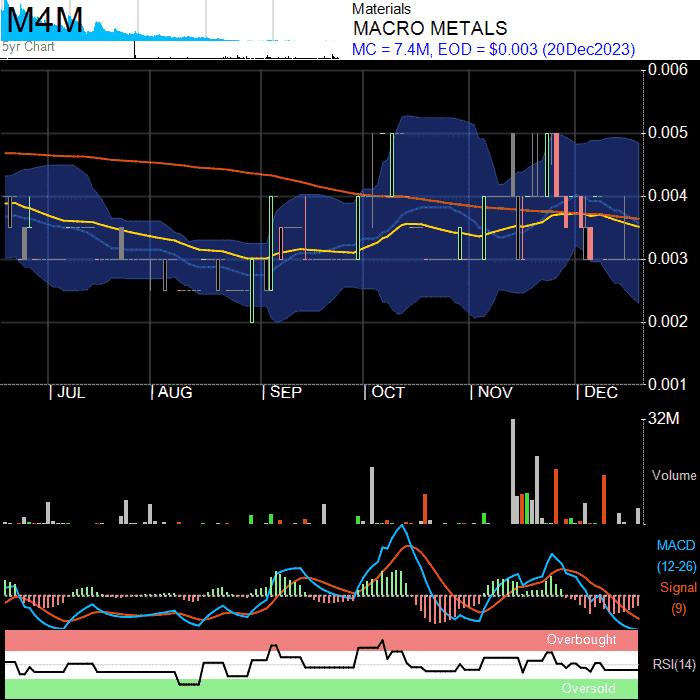 M4M
5yr Chart
Materials
MACRO METALS
MC = 7.4M, EOD = $0.003 (20Dec2023)
0.006
0.005
0.004
0.003
0.002
0.001
JUL
AUG
SEP
OCT
NOV
DEC
32M
Volume
MACD
(12-26)
Signal
(9)
Overbought
RSI(14)
Oversold